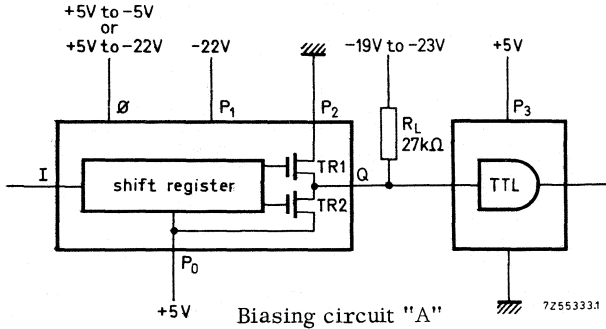 +5V to -5V
or
+5V to -22V
-22V
-19V to -23V
+5V
Ø
P1
P2
P3
RL
27kΩ
I
shift register
TR1
TR2
Q
TTL
P0
+5V
Biasing circuit "A"
7Z55333.1